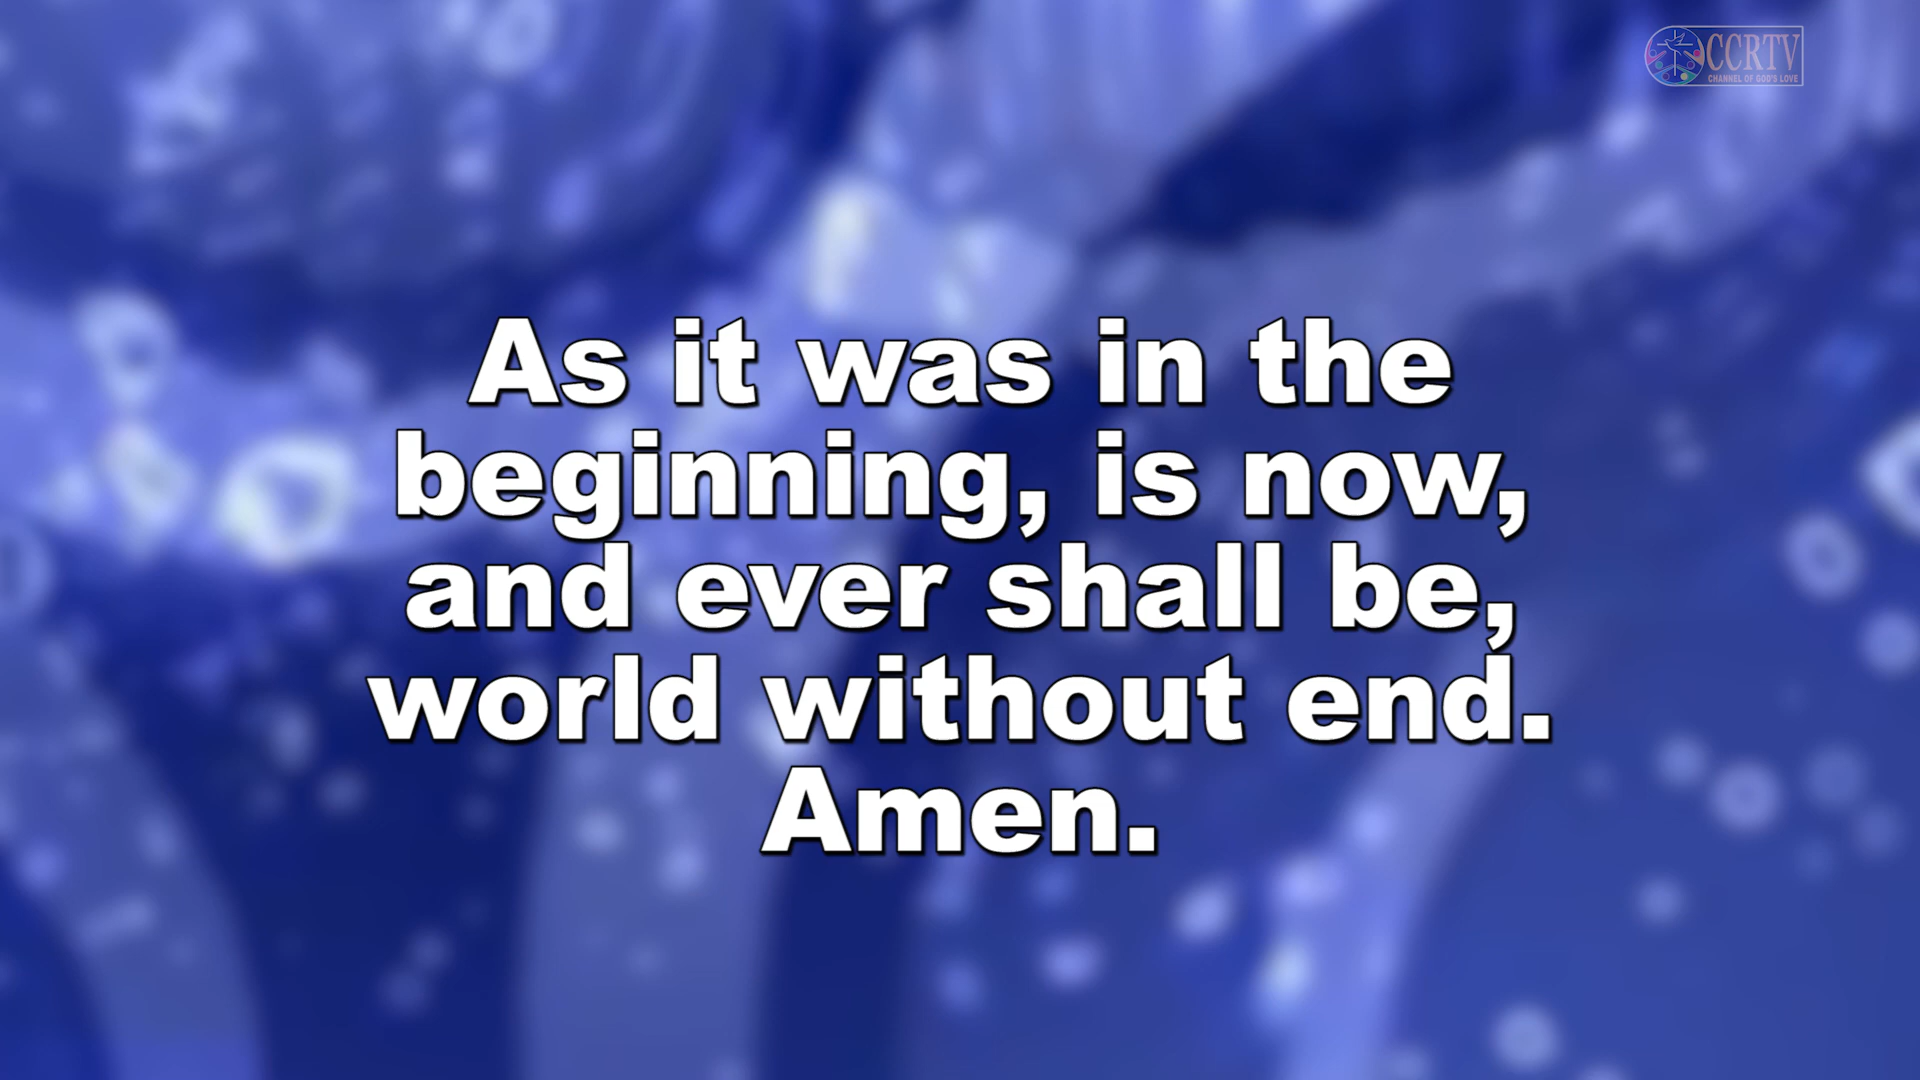 CCRTV
CHANNEL OF GOD'S LOVE
As it was in the
beginning, is now,
and ever shall be,
world without end.
Amen.